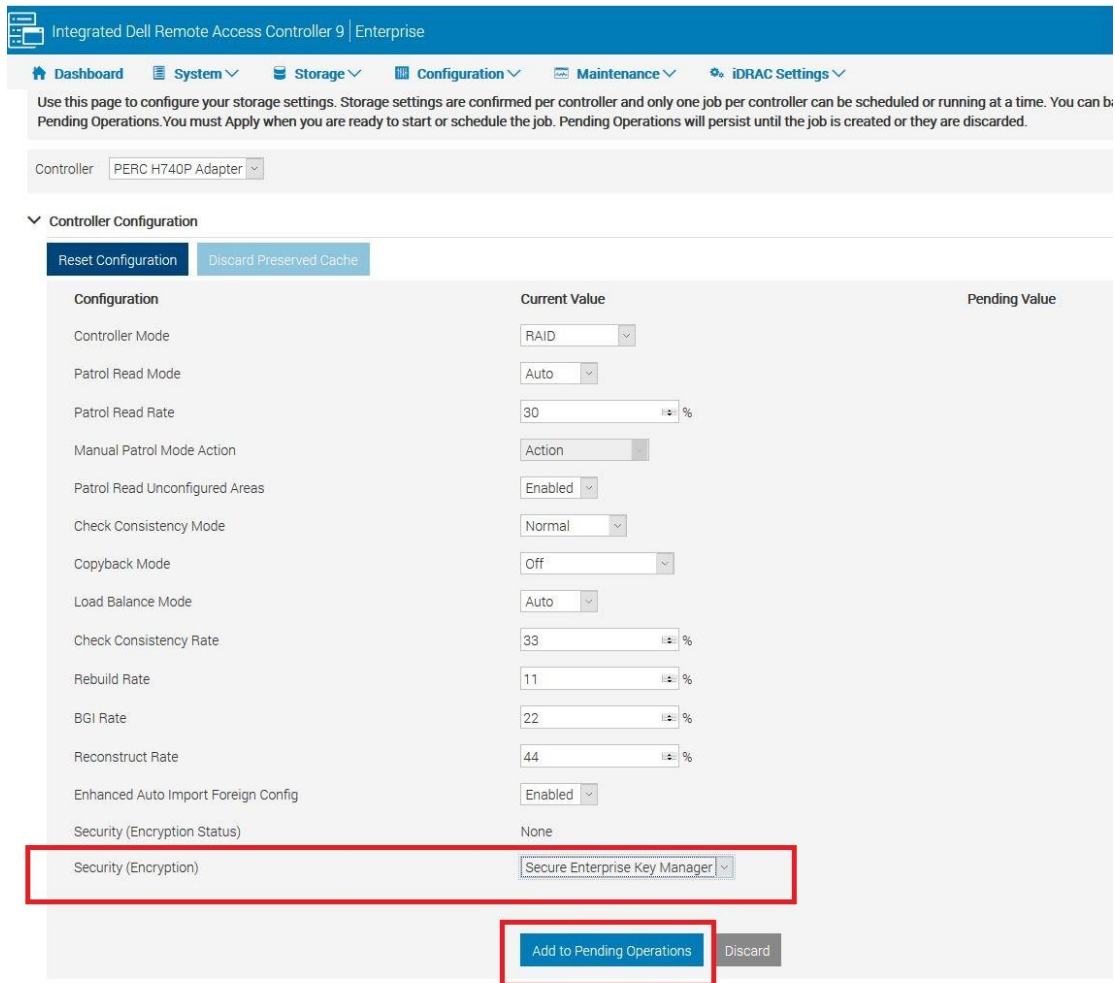 Integrated Dell Remote Access Controller 9 | Enterprise
Dashboard System Storage Configuration Maintenance iDRAC Settings
Use this page to configure your storage settings. Storage settings are confirmed per controller and only one job per controller can be scheduled or running at a time. You can ba
Pending Operations.You must Apply when you are ready to start or schedule the job. Pending Operations will persist until the job is created or they are discarded.
Controller PERC H740P Adapter
Controller Configuration
Reset Configuration Discard Preserved Cache
Configuration Current Value Pending Value
Controller Mode RAID
Patrol Read Mode Auto
Patrol Read Rate 30 %
Manual Patrol Mode Action Action
Patrol Read Unconfigured Areas Enabled
Check Consistency Mode Normal
Copyback Mode Off
Load Balance Mode Auto
Check Consistency Rate 33 %
Rebuild Rate 11 %
BGI Rate 22 %
Reconstruct Rate 44 %
Enhanced Auto Import Foreign Config Enabled
Security (Encryption Status) None
Security (Encryption) Secure Enterprise Key Manager
Add to Pending Operations Discard